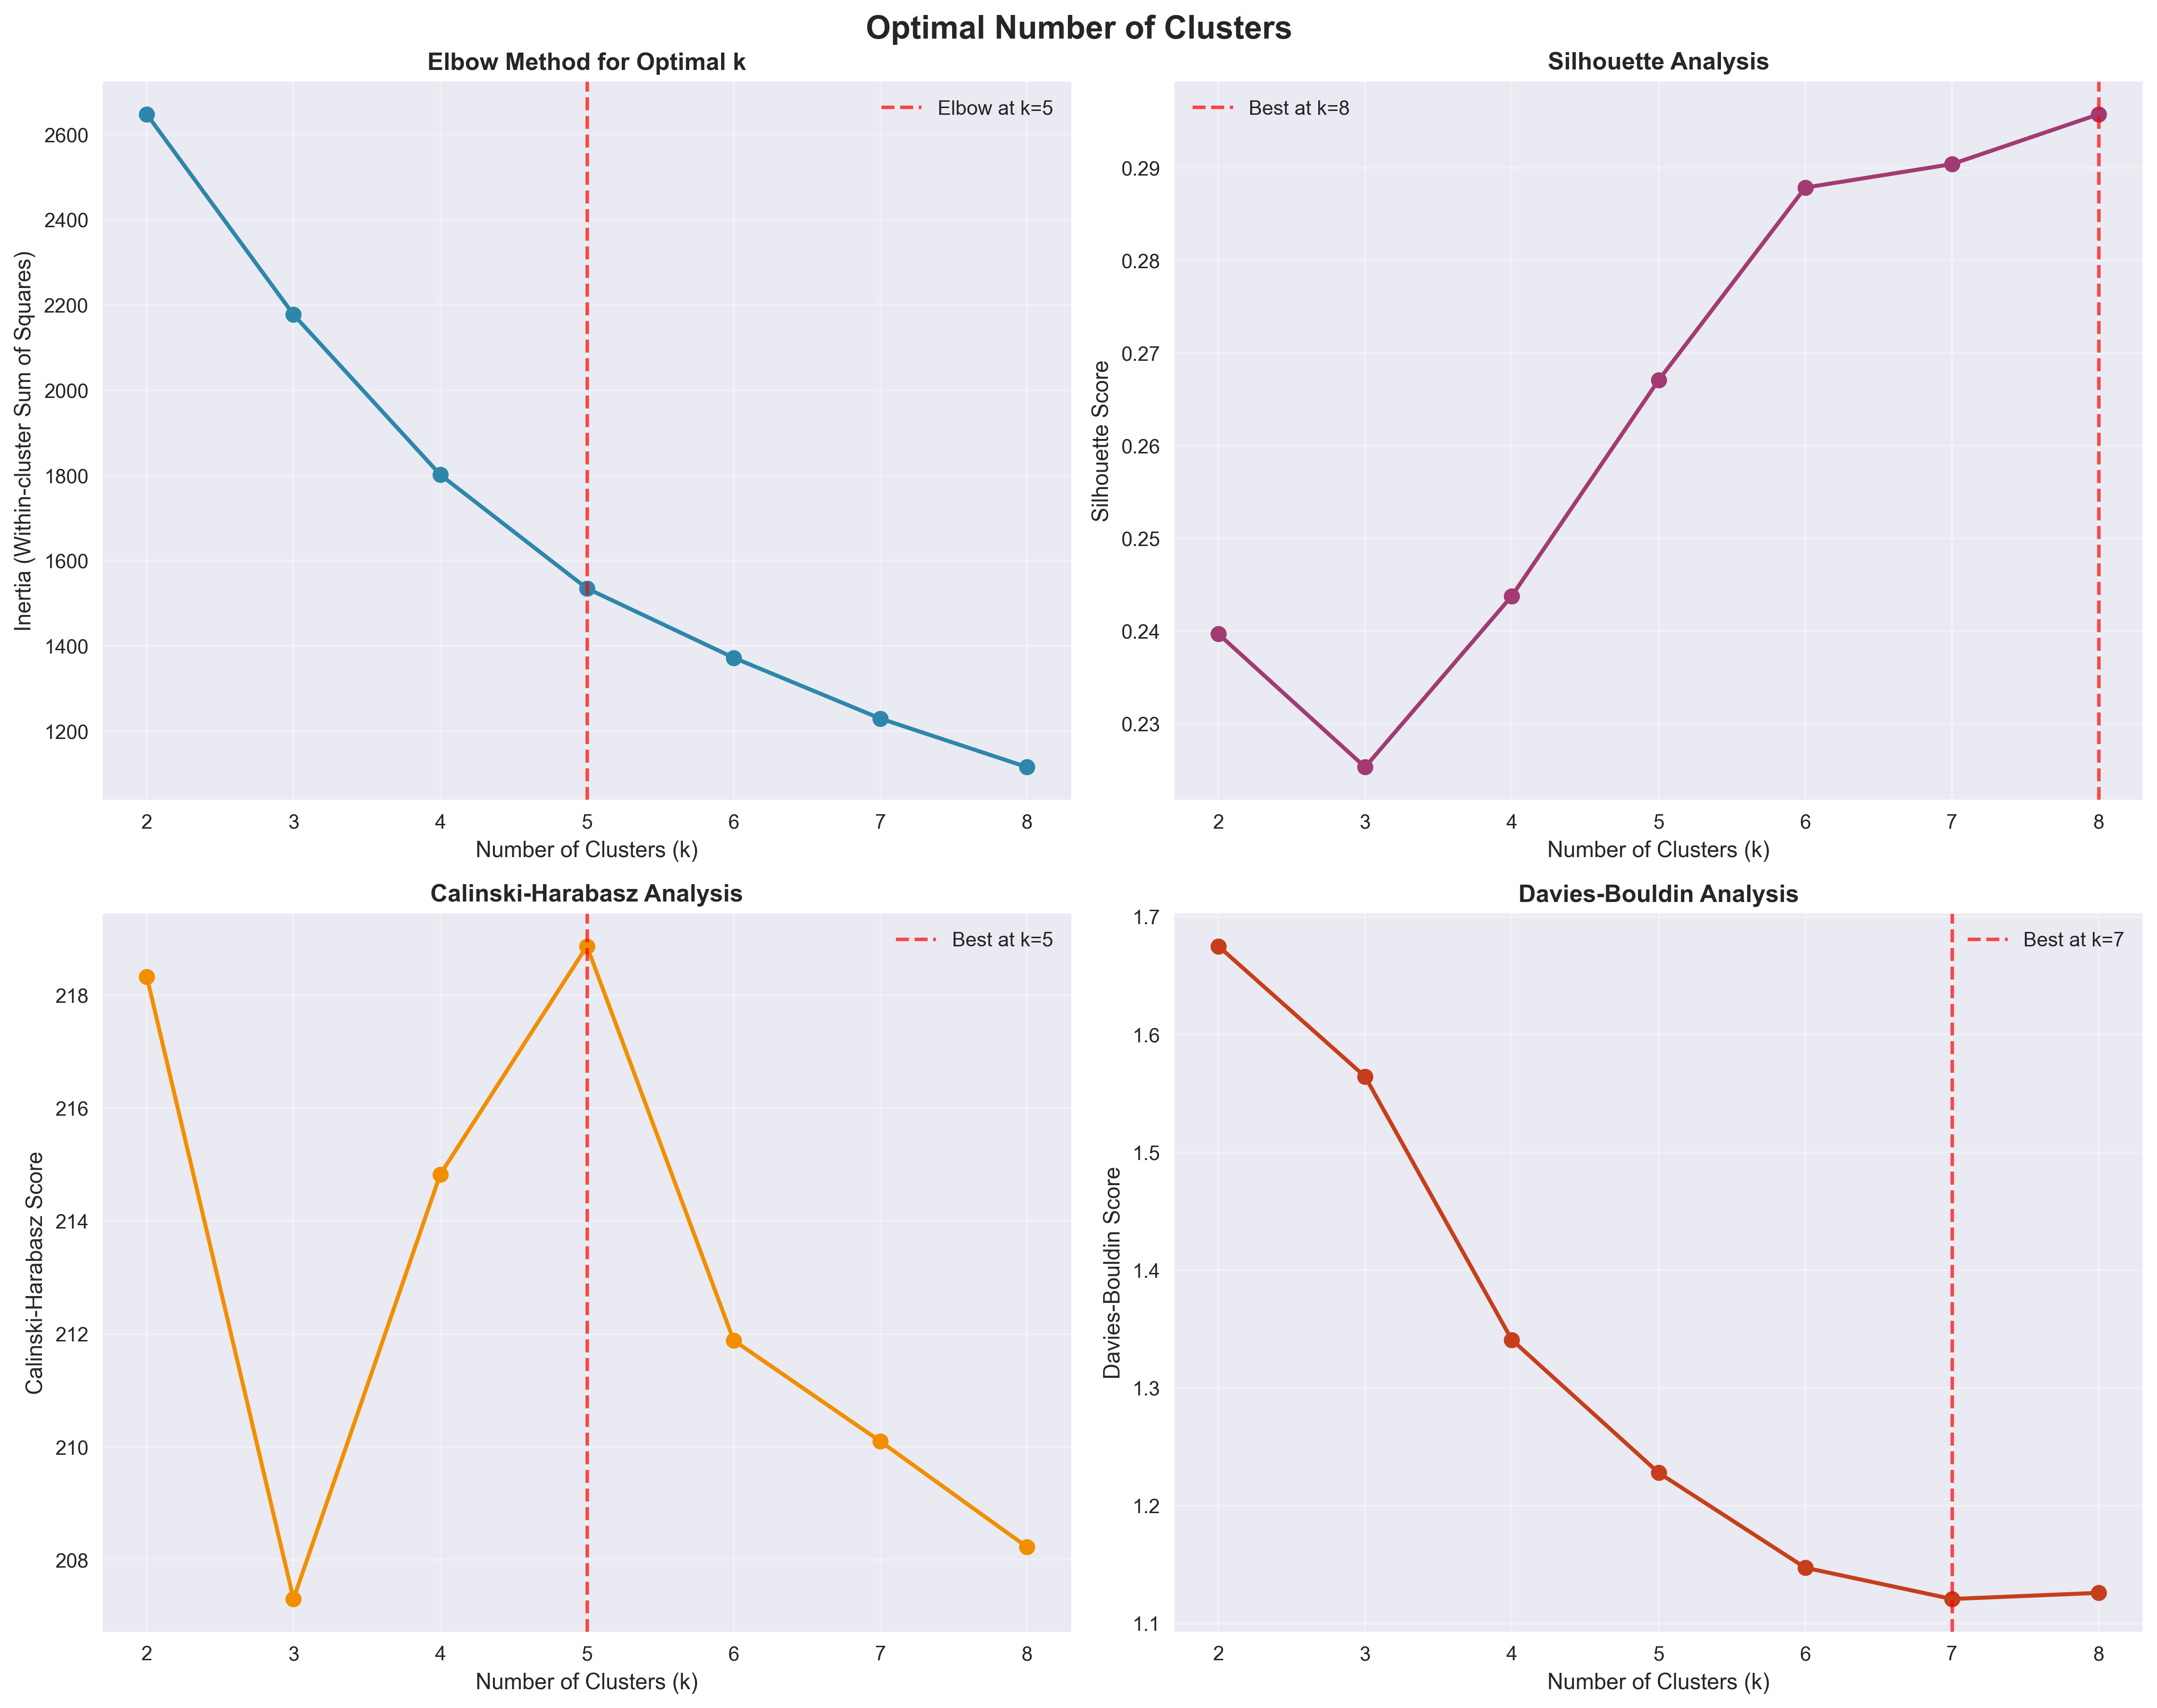 Optimal Number of Clusters
Elbow Method for Optimal k
Elbow at k=5
2600
2400
2200
2000
1800
1600
1400
1200
Inertia (Within-cluster Sum of Squares)
2 3 4 5 6 7 8
Number of Clusters (k)
Silhouette Analysis
Best at k=8
0.29
0.28
0.27
0.26
0.25
0.24
0.23
Silhouette Score
2 3 4 5 6 7 8
Number of Clusters (k)
Calinski-Harabasz Analysis
Best at k=5
218
216
214
212
210
208
Calinski-Harabasz Score
2 3 4 5 6 7 8
Number of Clusters (k)
Davies-Bouldin Analysis
Best at k=7
1.7
1.6
1.5
1.4
1.3
1.2
1.1
Davies-Bouldin Score
2 3 4 5 6 7 8
Number of Clusters (k)